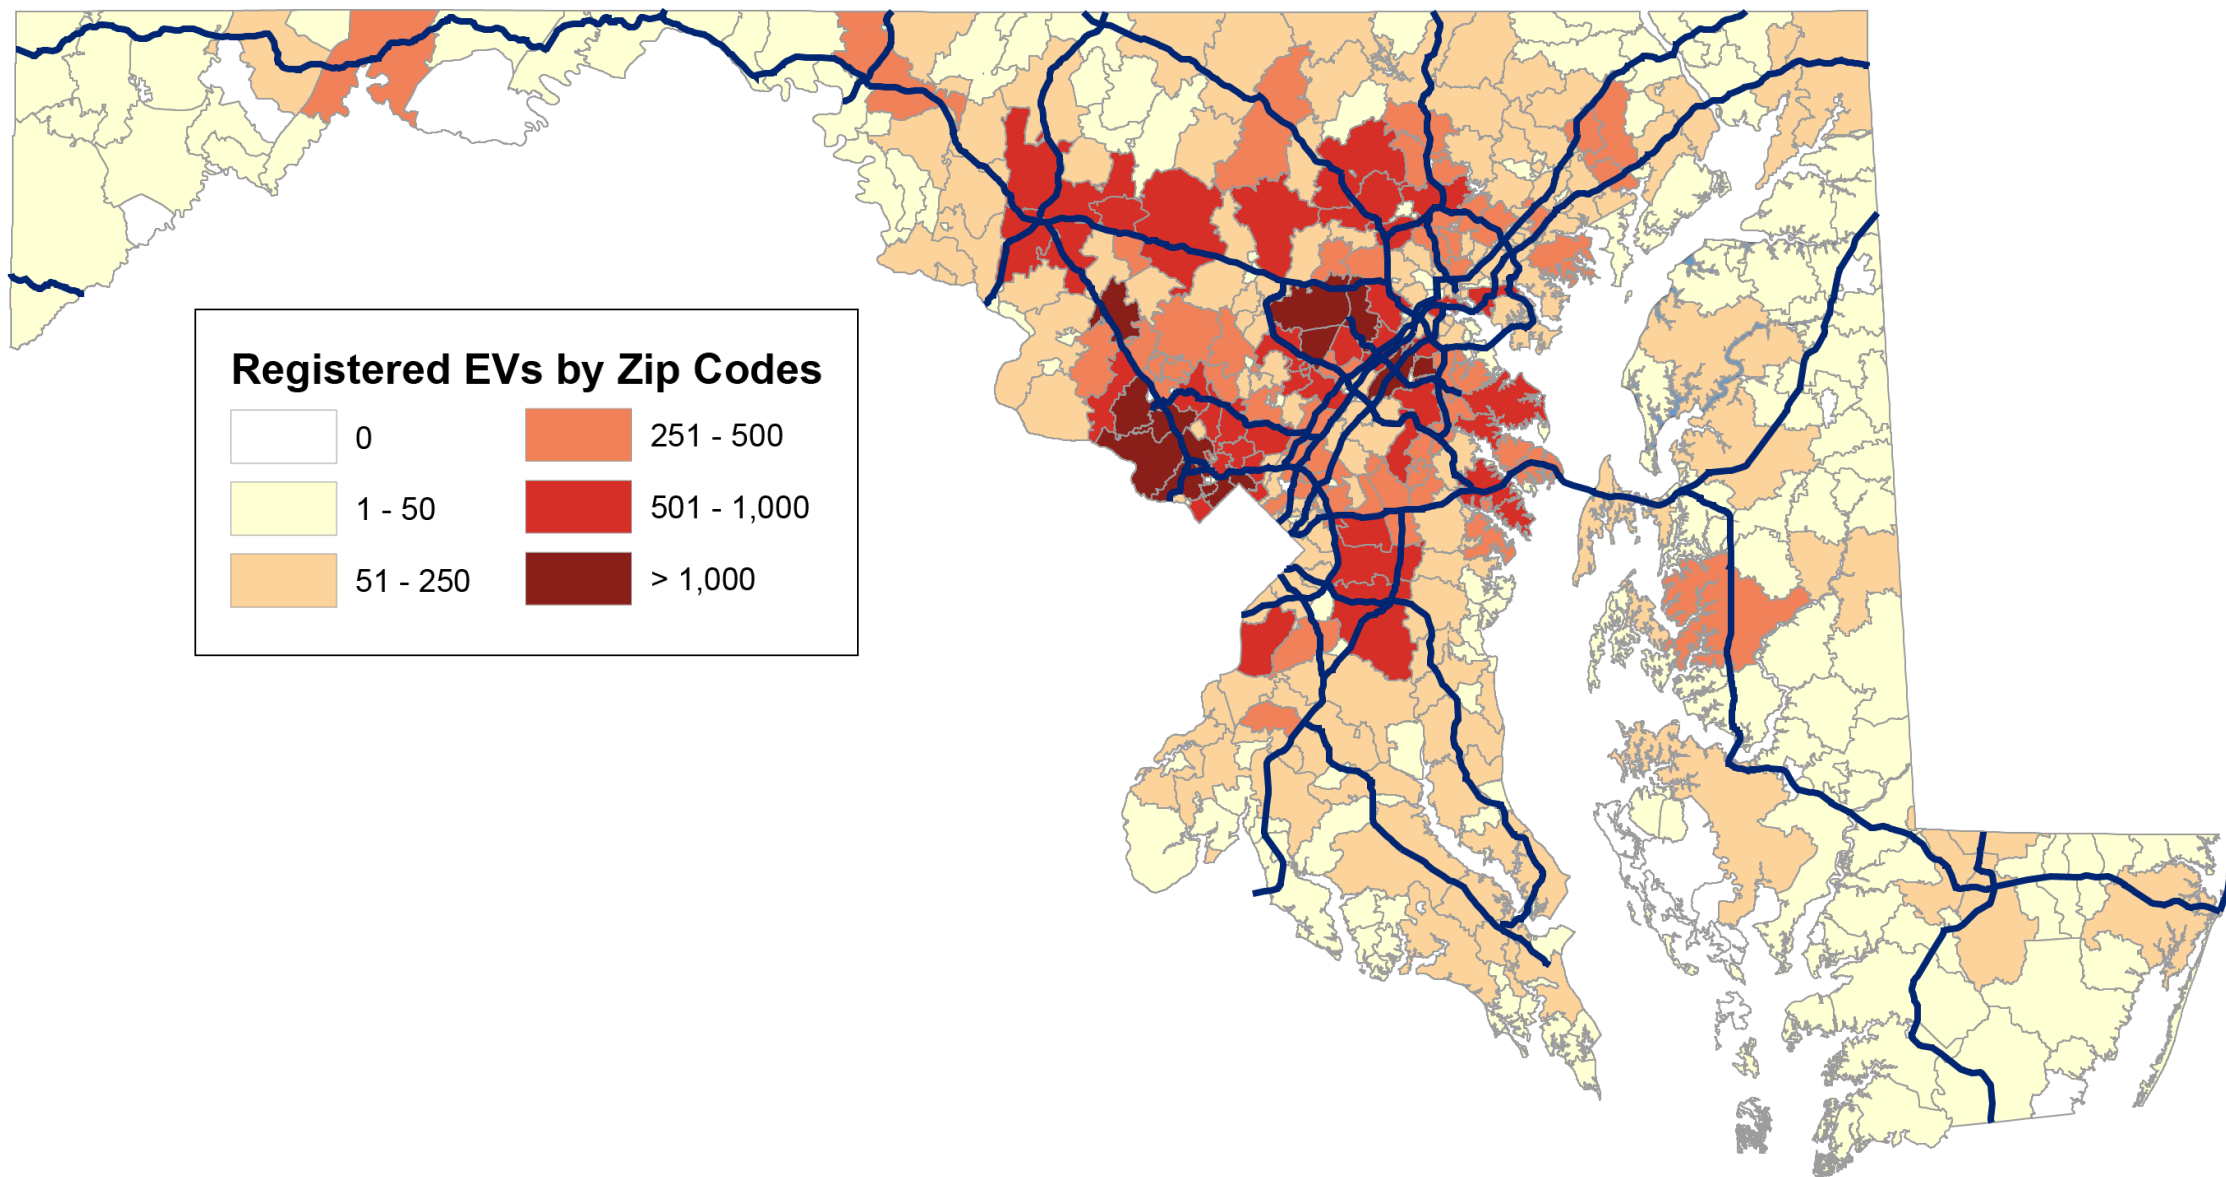 Registered EVs by Zip Codes
0
251 - 500
1 - 50
501 - 1,000
51 - 250
> 1,000